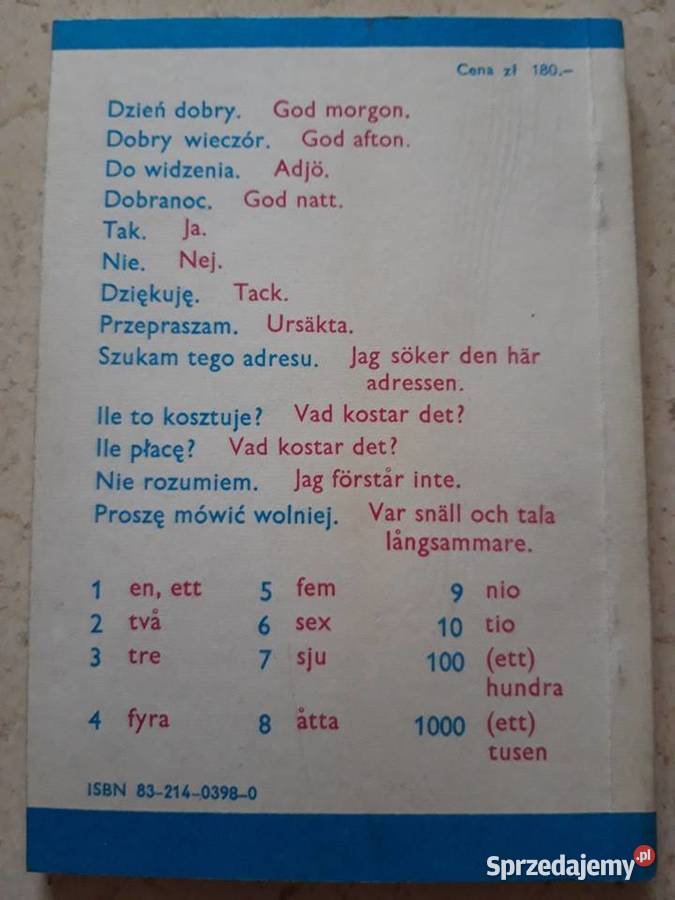 Cena zł 180,–
Dzień dobry. God morgon.
Dobry wieczór. God afton.
Do widzenia. Adjö.
Dobranoc. God natt.
Tak. Ja.
Nie. Nej.
Dziękuję. Tack.
Przepraszam. Ursäkta.
Szukam tego adresu. Jag söker den här
adressen.
Ile to kosztuje? Vad kostar det?
Ile płacę? Vad kostar det?
Nie rozumiem. Jag förstår inte.
Proszę mówić wolniej. Var snäll och tala
långsammare.
1 en, ett 5 fem 9 nio
2 två 6 sex 10 tio
3 tre 7 sju 100 (ett)
hundra
4 fyra 8 åtta 1000 (ett)
tusen
ISBN 83-214-0398-0
Sprzedajemy.pl